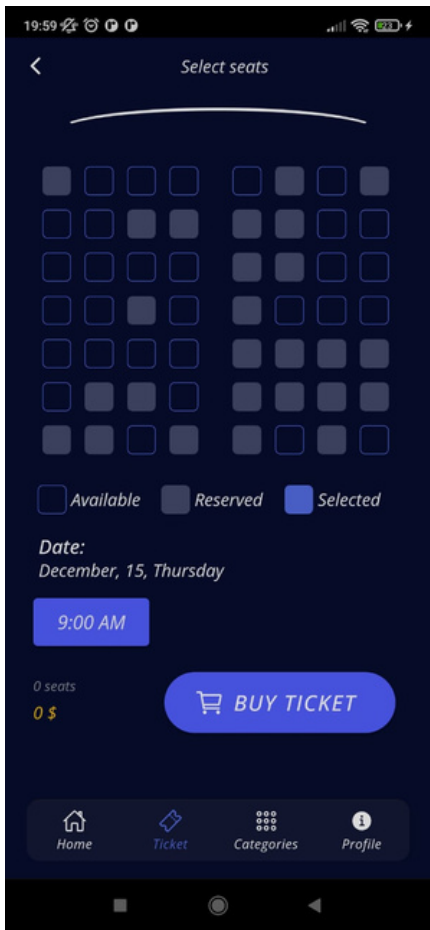 19:59
23
Select seats
Available Reserved Selected
Date:
December, 15, Thursday
9:00 AM
0 seats
0 $
BUY TICKET
Home Ticket Categories Profile